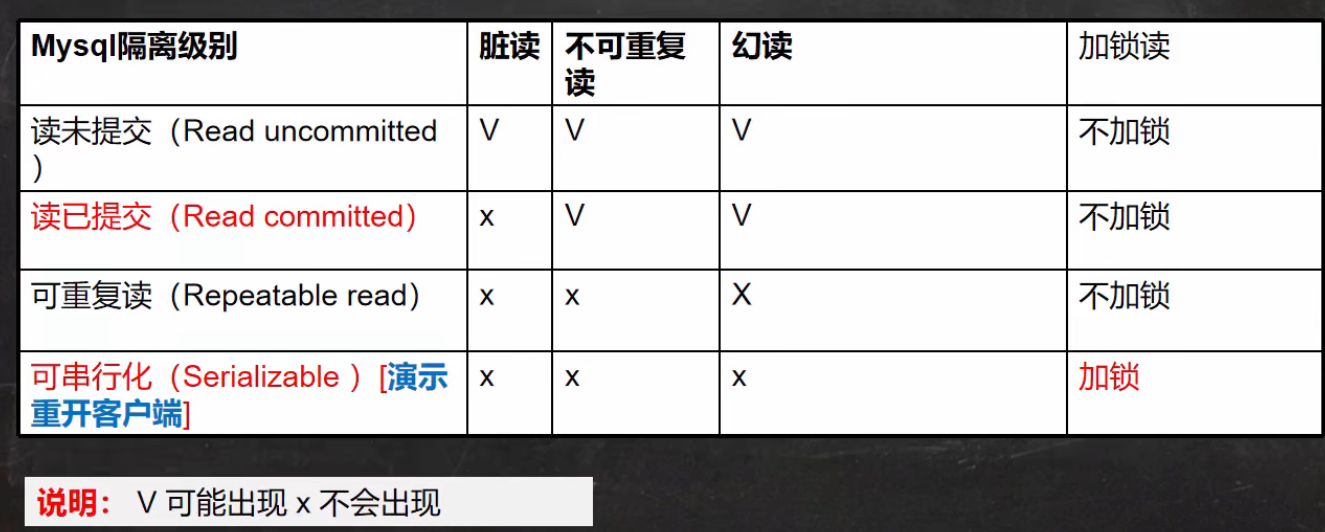 Mysql隔离级别 脏读 不可重复 幻读 加锁读
读
读未提交（Read uncommitted V V V 不加锁
）
读已提交（Read committed） x V V 不加锁
可重复读（Repeatable read） x x X 不加锁
可串行化（Serializable ）[演示 x x x 加锁
重开客户端]
说明： V 可能出现 x 不会出现